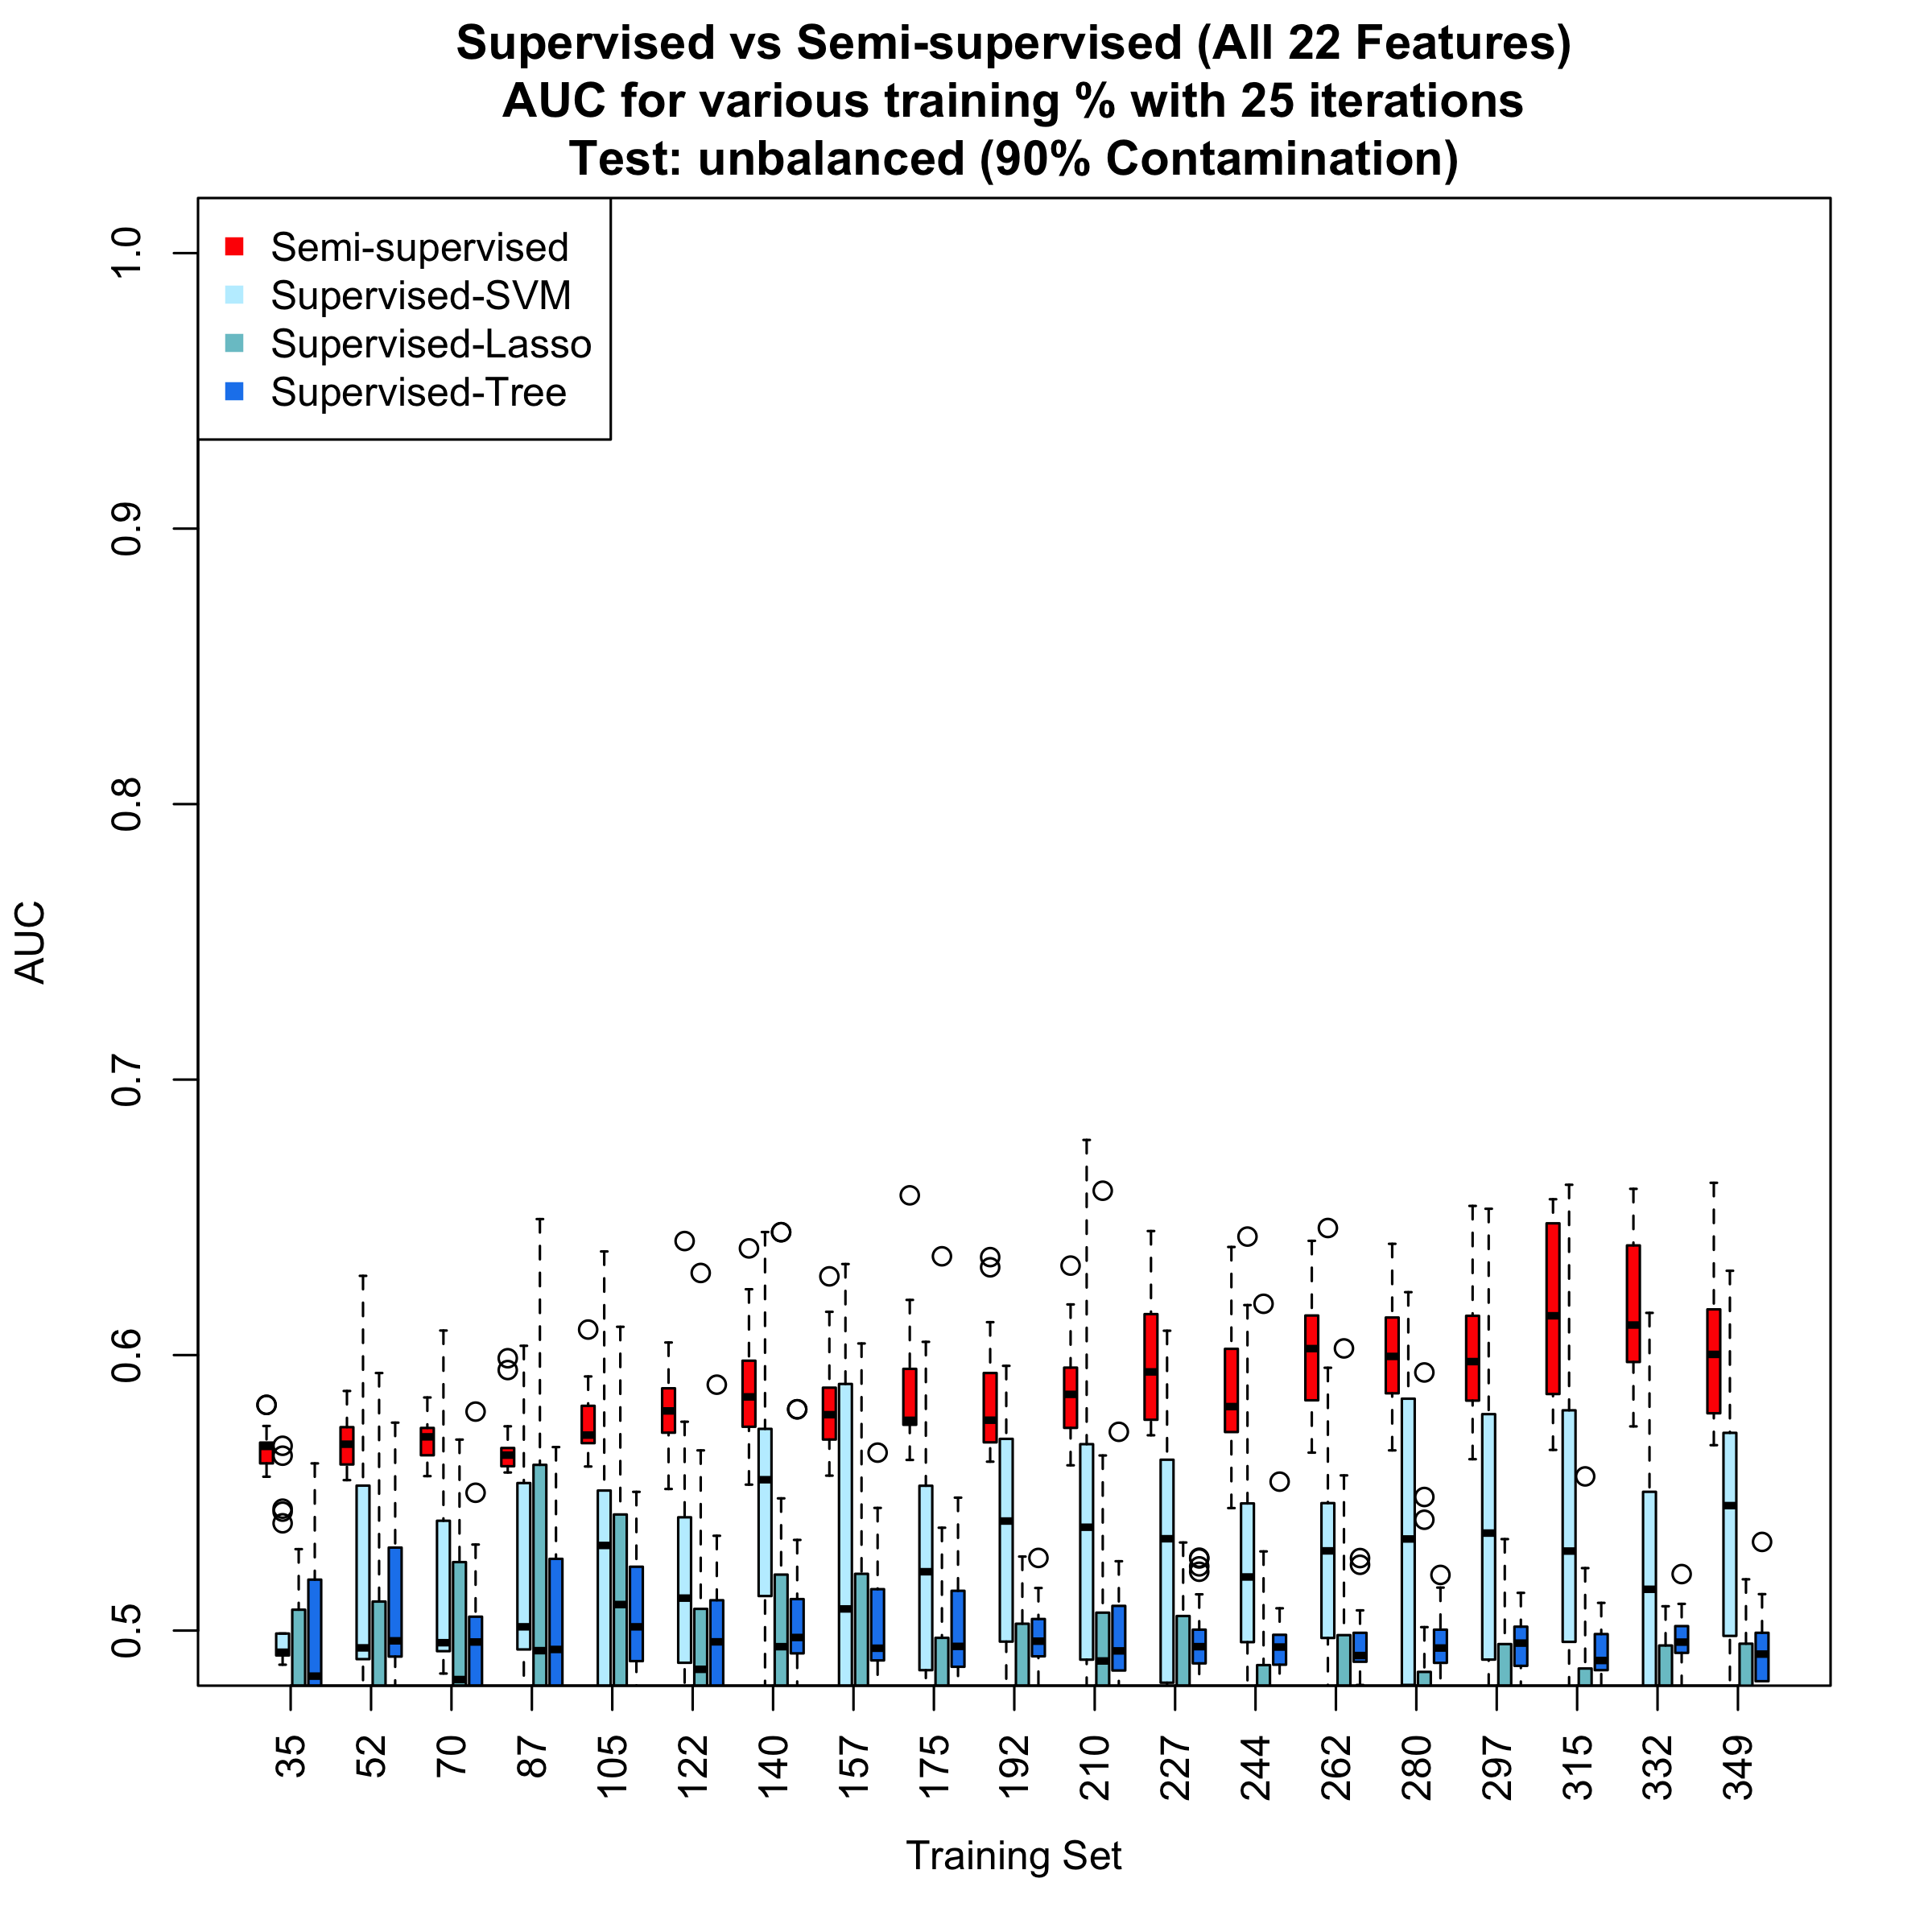 Supervised vs Semi-supervised (All 22 Features)
AUC for various training % with 25 iterations
Test: unbalanced (90% Contamination)
Semi-supervised
Supervised-SVM
Supervised-Lasso
Supervised-Tree
1.0
0.9
0.8
0.7
0.6
0.5
AUC
35 52 70 87 105 122 140 157 175 192 210 227 244 262 280 297 315 332 349
Training Set